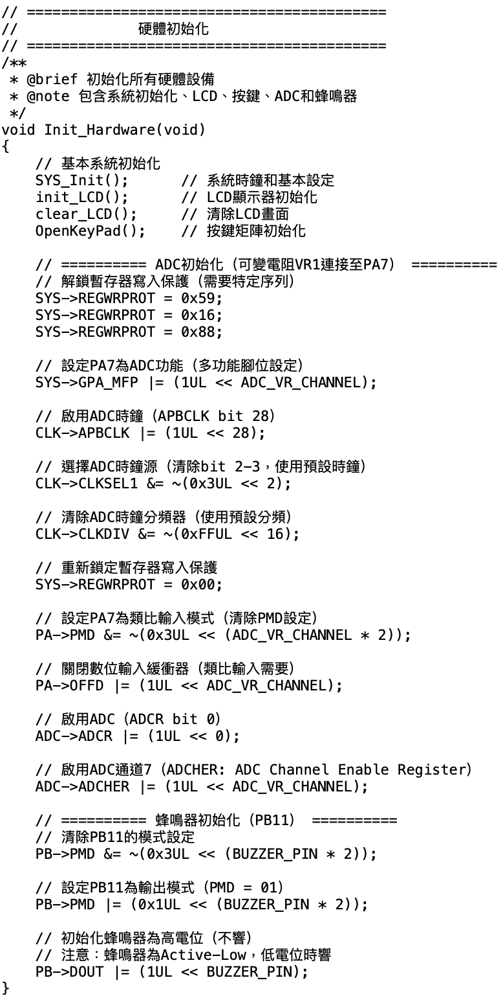 // ==========================================
//              硬體初始化
// ==========================================
/**
 * @brief 初始化所有硬體設備
 * @note 包含系統初始化、LCD、按鍵、ADC和蜂鳴器
 */
void Init_Hardware(void)
{
    // 基本系統初始化
    SYS_Init();      // 系統時鐘和基本設定
    init_LCD();      // LCD顯示器初始化
    clear_LCD();     // 清除LCD畫面
    OpenKeyPad();    // 按鍵矩陣初始化

    // ========== ADC初始化（可變電阻VR1連接至PA7） ==========
    // 解鎖暫存器寫入保護（需要特定序列）
    SYS->REGWRPROT = 0x59;
    SYS->REGWRPROT = 0x16;
    SYS->REGWRPROT = 0x88;

    // 設定PA7為ADC功能（多功能腳位設定）
    SYS->GPA_MFP |= (1UL << ADC_VR_CHANNEL);

    // 啟用ADC時鐘（APBCLK bit 28）
    CLK->APBCLK |= (1UL << 28);

    // 選擇ADC時鐘源（清除bit 2-3，使用預設時鐘）
    CLK->CLKSEL1 &= ~(0x3UL << 2);

    // 清除ADC時鐘分頻器（使用預設分頻）
    CLK->CLKDIV &= ~(0xFFUL << 16);

    // 重新鎖定暫存器寫入保護
    SYS->REGWRPROT = 0x00;

    // 設定PA7為類比輸入模式（清除PMD設定）
    PA->PMD &= ~(0x3UL << (ADC_VR_CHANNEL * 2));

    // 關閉數位輸入緩衝器（類比輸入需要）
    PA->OFFD |= (1UL << ADC_VR_CHANNEL);

    // 啟用ADC（ADCR bit 0）
    ADC->ADCR |= (1UL << 0);

    // 啟用ADC通道7（ADCHER: ADC Channel Enable Register）
    ADC->ADCHER |= (1UL << ADC_VR_CHANNEL);

    // ========== 蜂鳴器初始化（PB11） ==========
    // 清除PB11的模式設定
    PB->PMD &= ~(0x3UL << (BUZZER_PIN * 2));

    // 設定PB11為輸出模式（PMD = 01）
    PB->PMD |= (0x1UL << (BUZZER_PIN * 2));

    // 初始化蜂鳴器為高電位（不響）
    // 注意：蜂鳴器為Active-Low，低電位時響
    PB->DOUT |= (1UL << BUZZER_PIN);
}